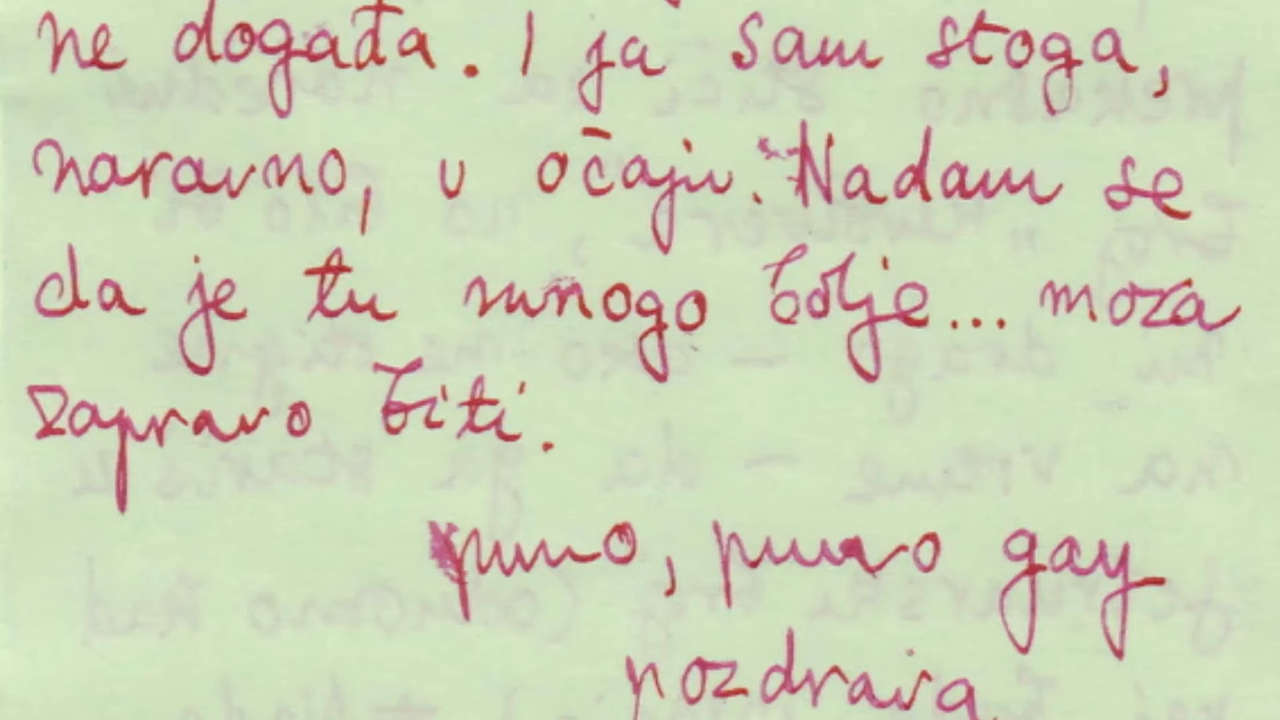 ne događa. I ja sam stoga,
naravno, u očaju. Nadam se
da je tu mnogo bolje... mora
zapravo biti.
puno, puno gay
pozdrava